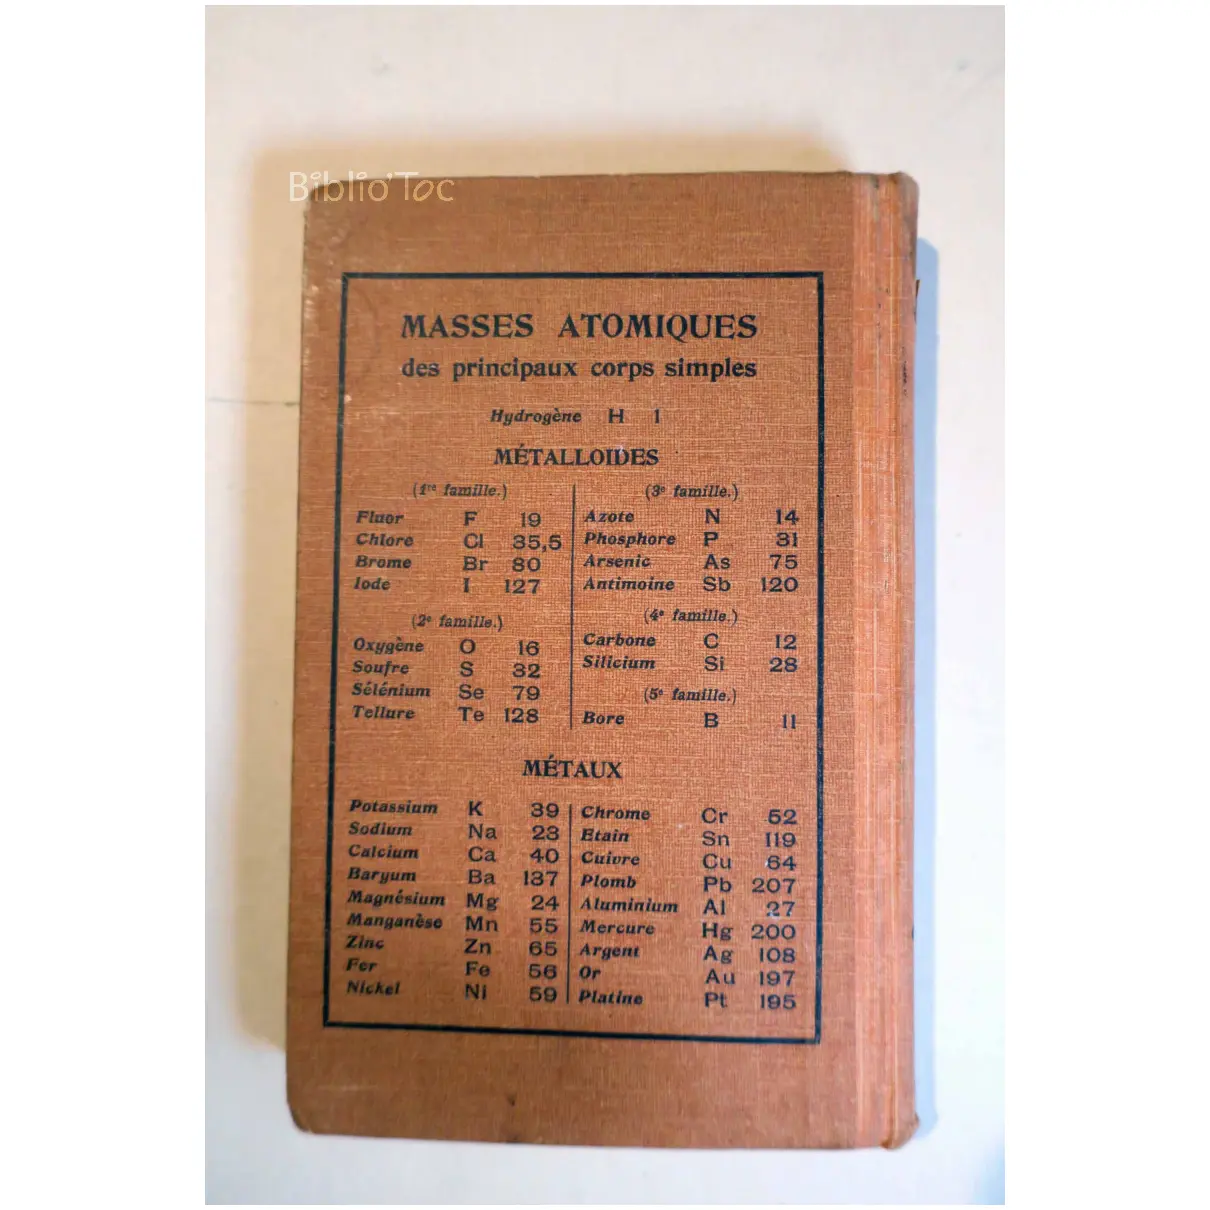 Biblio'Toc
MASSES ATOMIQUES
des principaux corps simples
Hydrogène H 1
MÉTALLOIDES
(1re famille.)
Fluor F 19
Chlore Cl 35,5
Brome Br 80
Iode I 127
(2e famille.)
Oxygène O 16
Soufre S 32
Sélénium Se 79
Tellure Te 128
(3e famille.)
Azote N 14
Phosphore P 31
Arsenic As 75
Antimoine Sb 120
(4e famille.)
Carbone C 12
Silicium Si 28
(5e famille.)
Bore B 11
MÉTAUX
Potassium K 39
Sodium Na 23
Calcium Ca 40
Baryum Ba 137
Magnésium Mg 24
Manganèse Mn 55
Zinc Zn 65
Fer Fe 56
Nickel Ni 59
Chrome Cr 52
Etain Sn 119
Cuivre Cu 64
Plomb Pb 207
Aluminium Al 27
Mercure Hg 200
Argent Ag 108
Or Au 197
Platine Pt 195